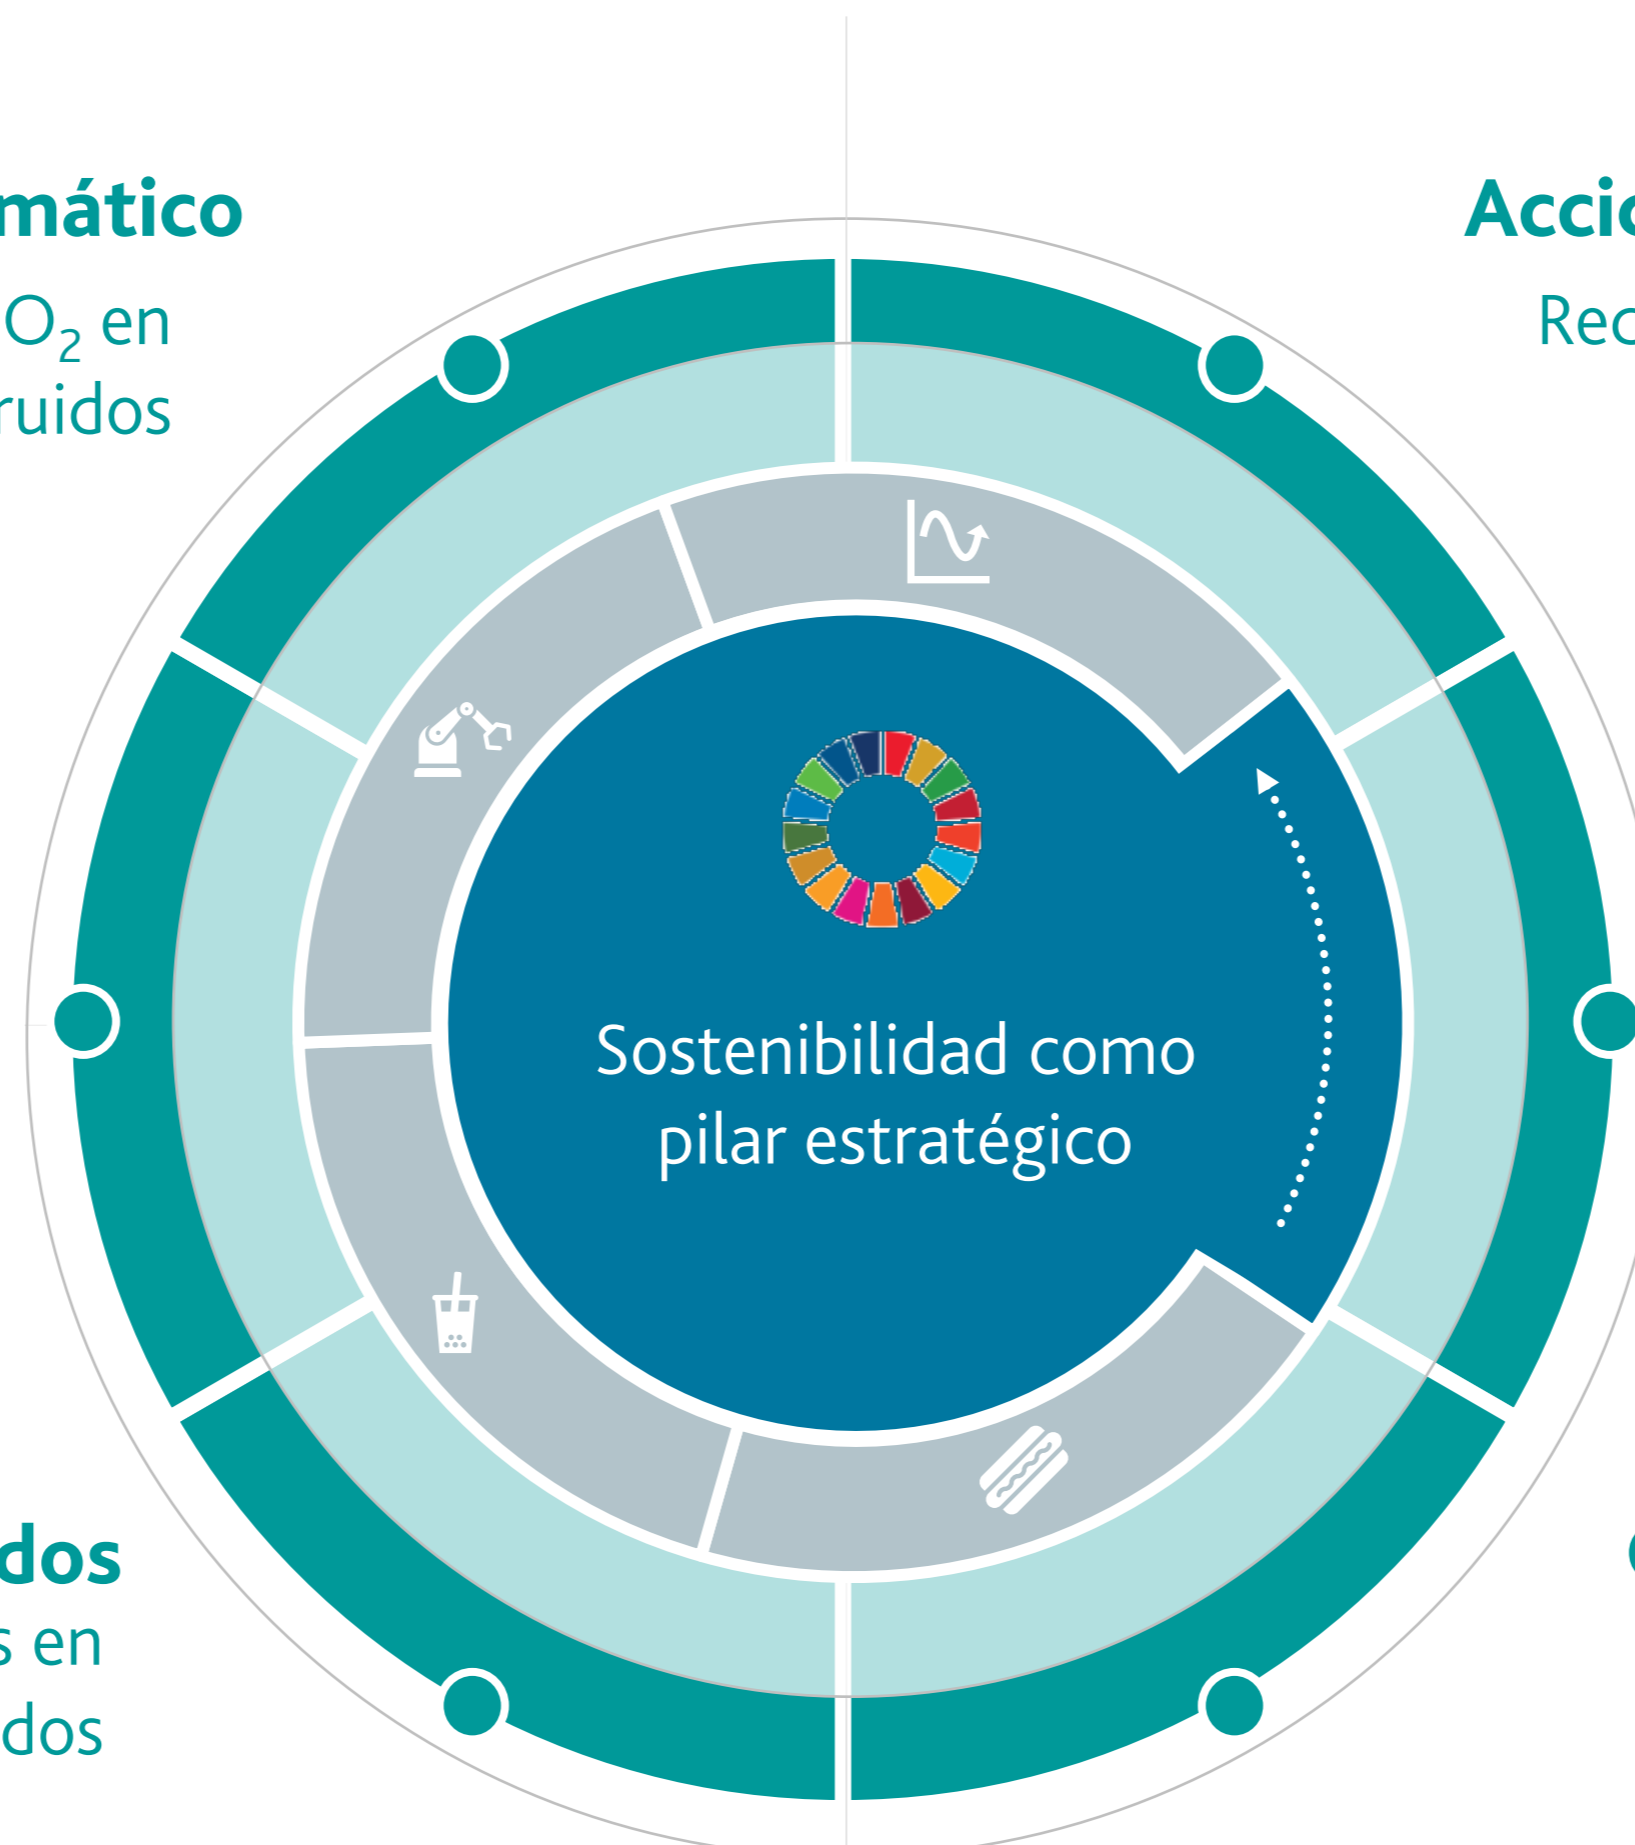 mático
O₂ en
ruidos
Accio
Rec
Sostenibilidad como
pilar estratégico
dos
s en
dos